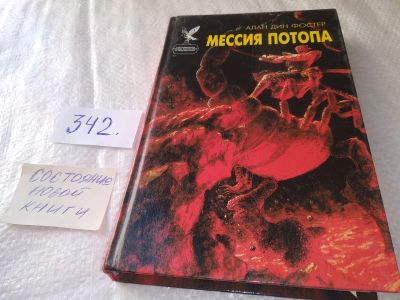 АЛАН ДИН ФОСТЕР
МЕССИЯ ПОТОПА
342.
СОСТОЯНИЕ
НОВОЙ
КНИГИ